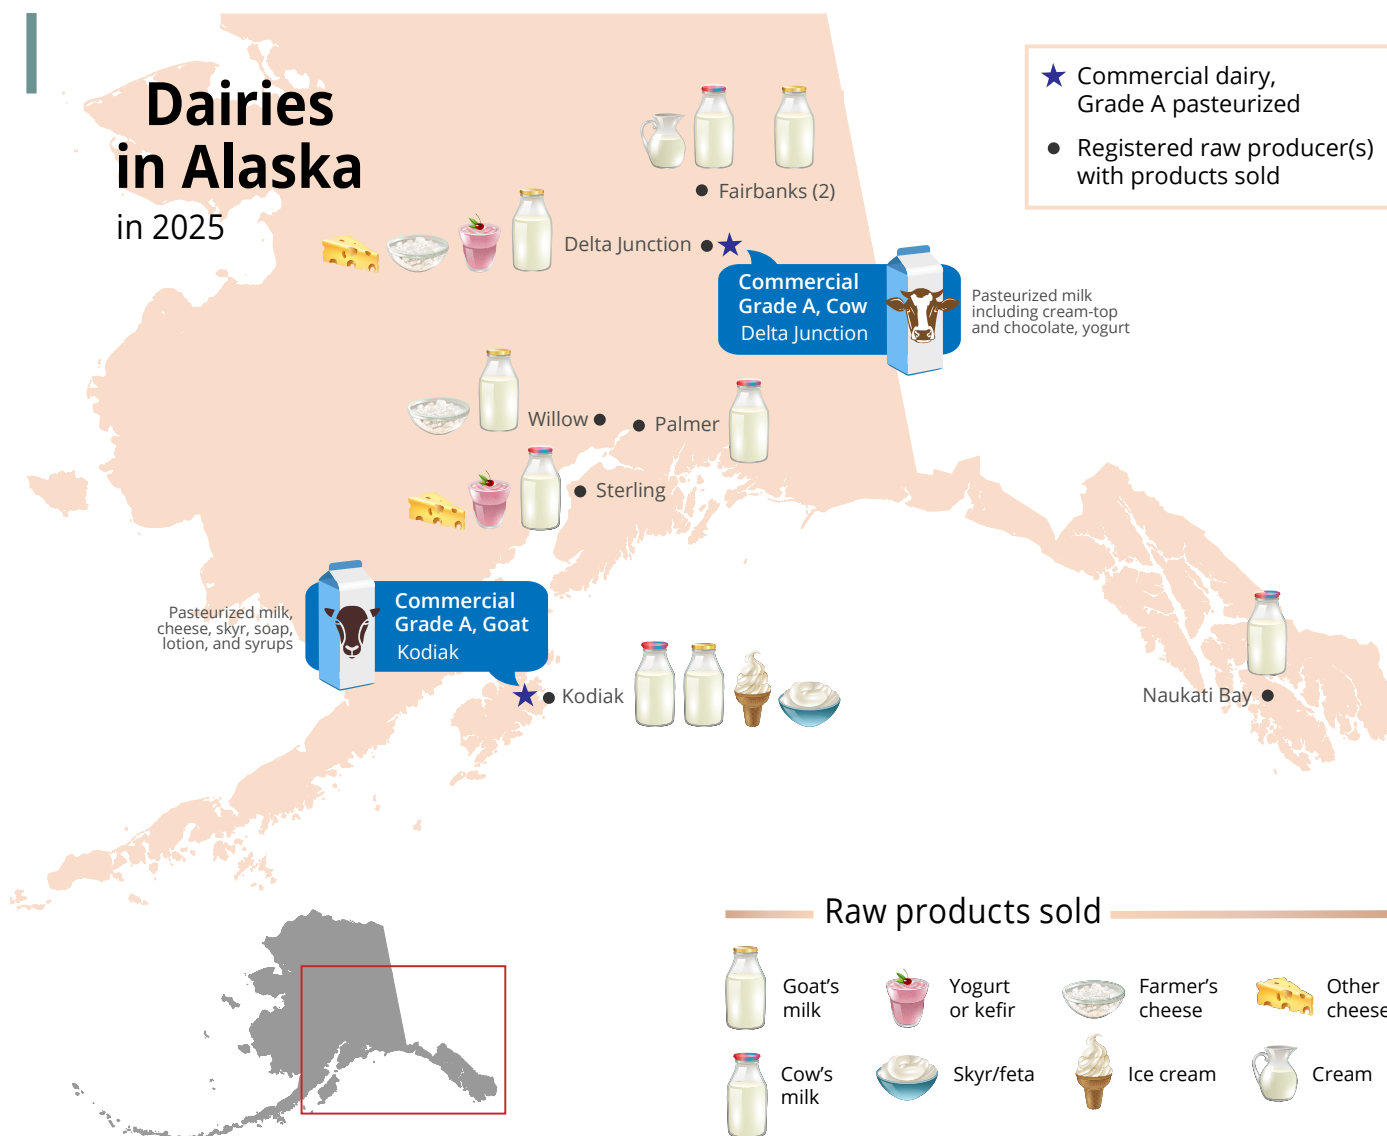 Dairies
in Alaska
in 2025
Commercial dairy,
Grade A pasteurized
Registered raw producer(s)
with products sold
Fairbanks (2)
Delta Junction
Commercial
Grade A, Cow
Delta Junction
Pasteurized milk
including cream-top
and chocolate, yogurt
Willow
Palmer
Sterling
Pasteurized milk,
cheese, skyr, soap,
lotion, and syrups
Commercial
Grade A, Goat
Kodiak
Kodiak
Naukati Bay
Raw products sold
Goat’s
milk
Yogurt
or kefir
Farmer’s
cheese
Other
cheese
Cow’s
milk
Skyr/feta
Ice cream
Cream